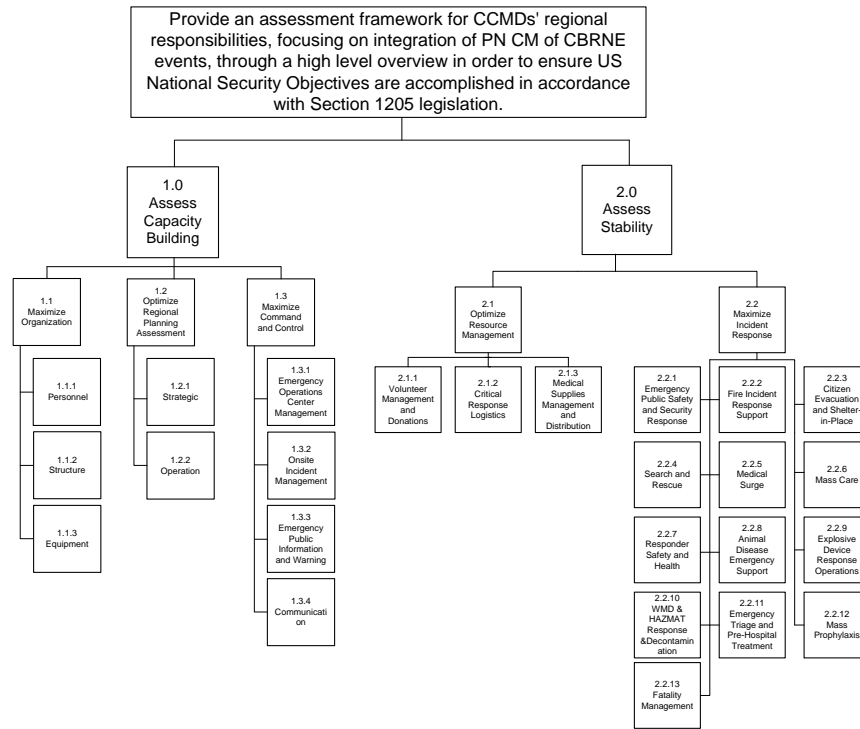 Provide an assessment framework for CCMDs' regional
responsibilities, focusing on integration of PN CM of CBRNE
events, through a high level overview in order to ensure US
National Security Objectives are accomplished in accordance
with Section 1205 legislation.
1.0
Assess
Capacity
Building
2.0
Assess
Stability
1.1
Maximize
Organization
1.2
Optimize
Regional
Planning
Assessment
1.3
Maximize
Command
and Control
2.1
Optimize
Resource
Management
2.2
Maximize
Incident
Response
1.1.1
Personnel
1.1.2
Structure
1.1.3
Equipment
1.2.1
Strategic
1.2.2
Operation
1.3.1
Emergency
Operations
Center
Management
1.3.2
Onsite
Incident
Management
1.3.3
Emergency
Public
Information
and Warning
1.3.4
Communicati
on
2.1.1
Volunteer
Management
and
Donations
2.1.2
Critical
Response
Logistics
2.1.3
Medical
Supplies
Management
and
Distribution
2.2.1
Emergency
Public Safety
and Security
Response
2.2.2
Fire Incident
Response
Support
2.2.3
Citizen
Evacuation
and Shelter-
in-Place
2.2.4
Search and
Rescue
2.2.5
Medical
Surge
2.2.6
Mass Care
2.2.7
Responder
Safety and
Health
2.2.8
Animal
Disease
Emergency
Support
2.2.9
Explosive
Device
Response
Operations
2.2.10
WMD &
HAZMAT
Response
&Decontamin
ation
2.2.11
Emergency
Triage and
Pre-Hospital
Treatment
2.2.12
Mass
Prophylaxis
2.2.13
Fatality
Management